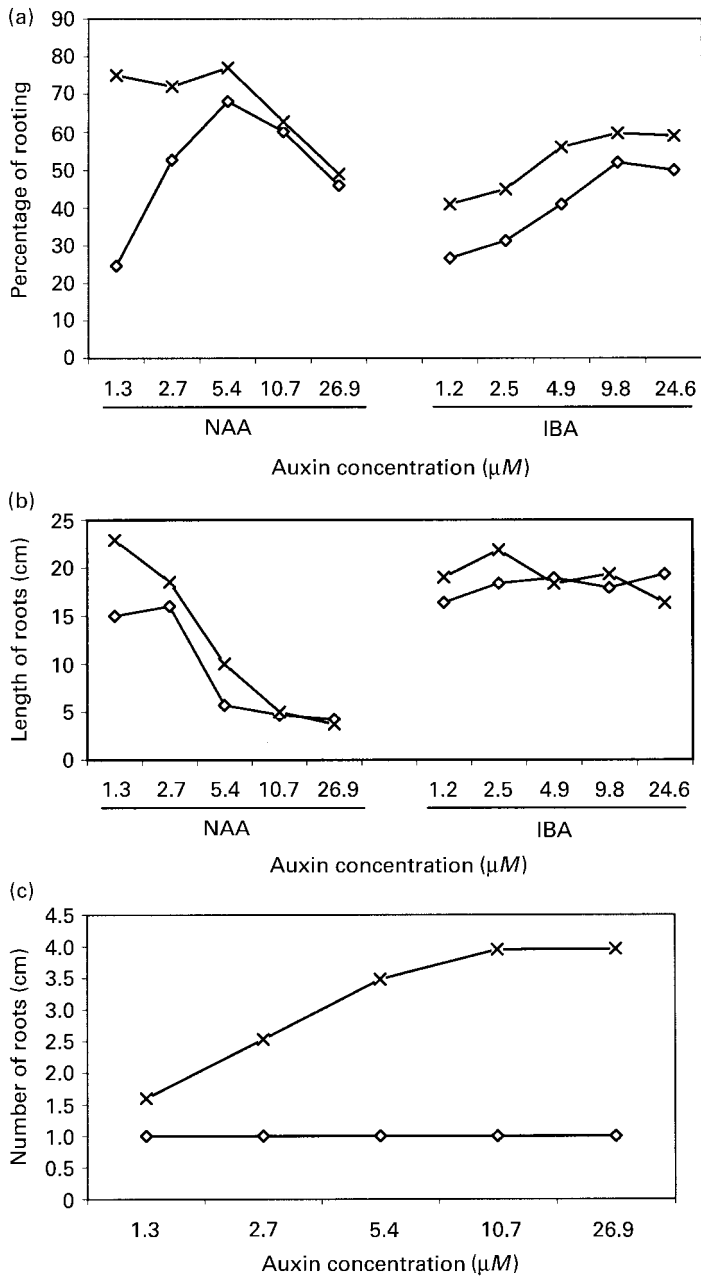 (a)
90
80
70
60
50
40
30
20
10
0
Percentage of rooting
1.3 2.7 5.4 10.7 26.9 1.2 2.5 4.9 9.8 24.6
NAA IBA
Auxin concentration (μM)
(b)
25
20
15
10
5
0
Length of roots (cm)
1.3 2.7 5.4 10.7 26.9 1.2 2.5 4.9 9.8 24.6
NAA IBA
Auxin concentration (μM)
(c)
4.5
4.0
3.5
3.0
2.5
2.0
1.5
1.0
0.5
0
Number of roots (cm)
1.3 2.7 5.4 10.7 26.9
Auxin concentration (μM)